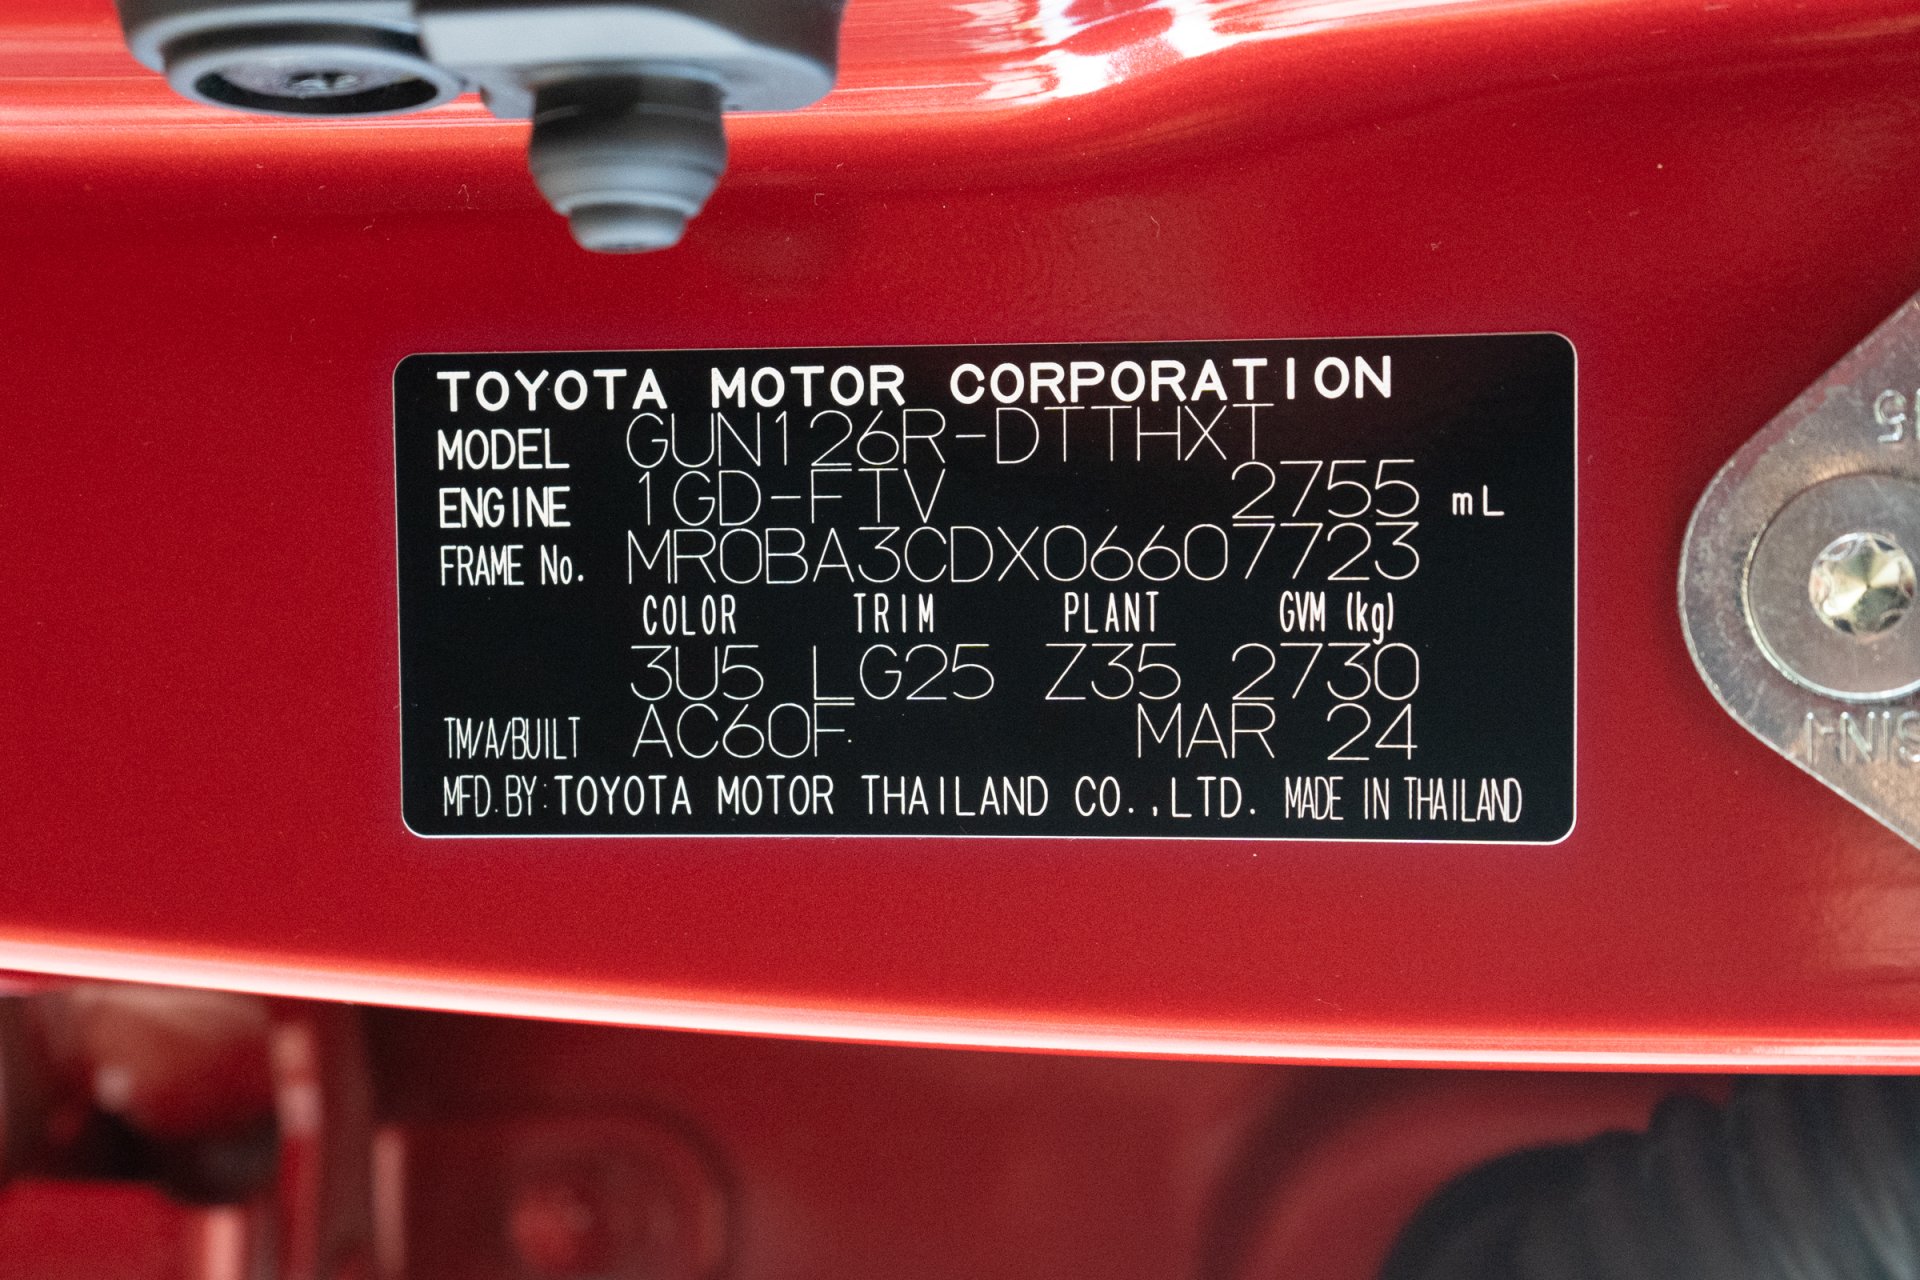 TOYOTA MOTOR CORPORATION
MODEL GUN126R-DTTHXT
ENGINE 1GD-FTV 2755 mL
FRAME No. MR0BA3CDX06607723
COLOR TRIM PLANT GVM (kg)
3U5 LG25 Z35 2730
TM/A/BUILT AC60F MAR 24
MFD. BY: TOYOTA MOTOR THAILAND CO., LTD. MADE IN THAILAND